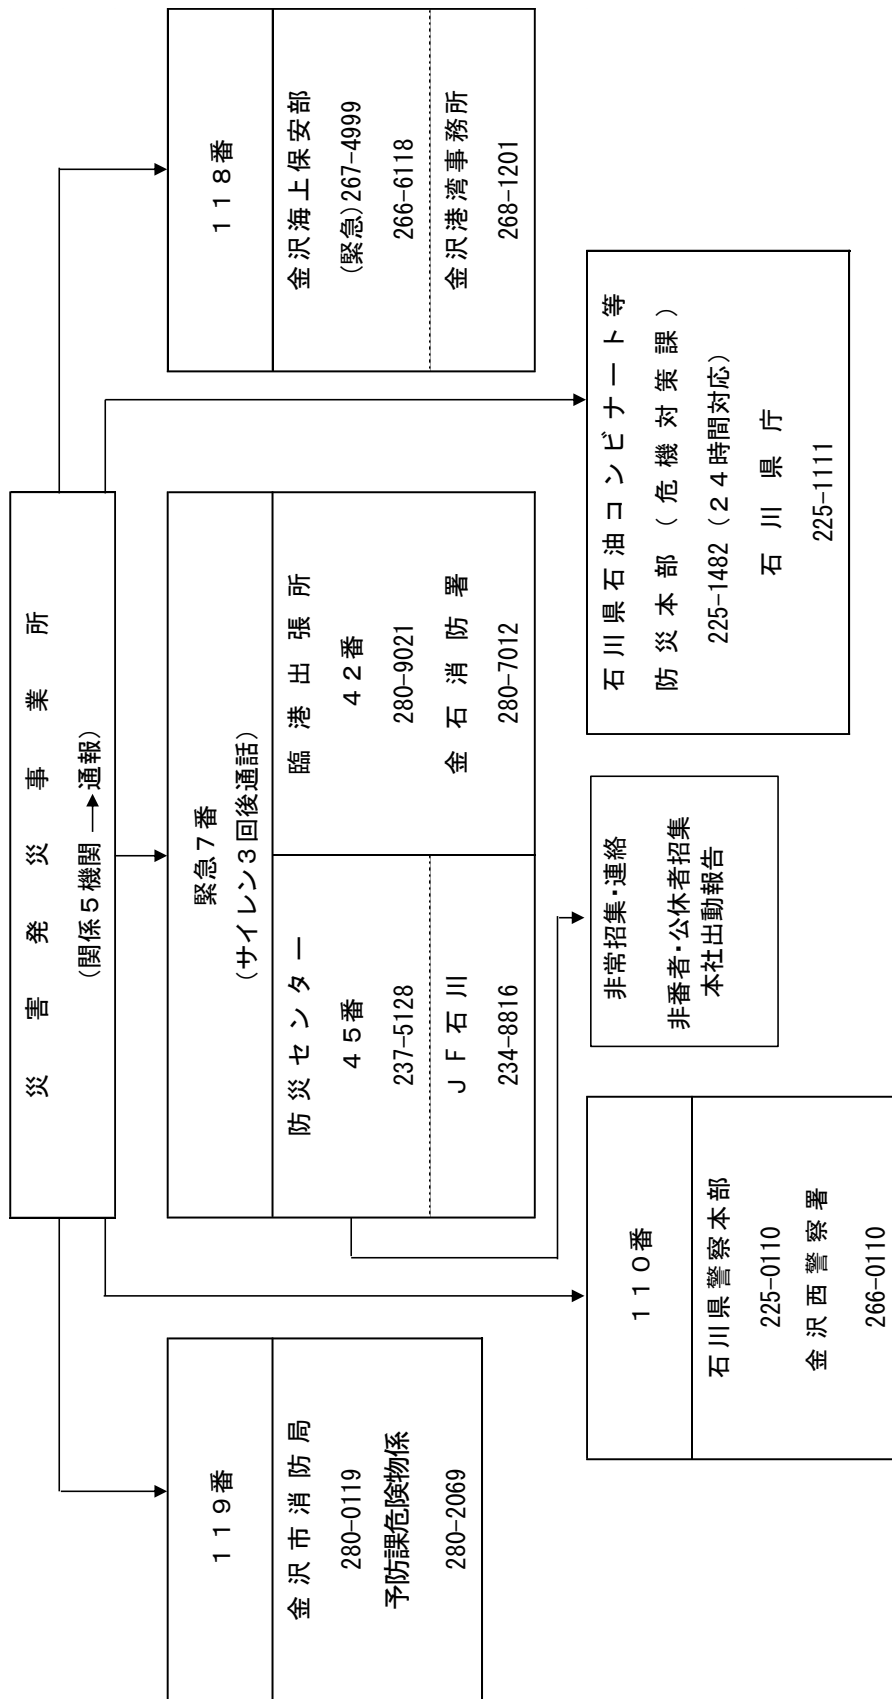 災害発災事業所
(関係5機関→通報)
119番
金沢市消防局
280-0119
予防課危険物係
280-2069
緊急7番
(サイレン3回後通話)
防災センター
45番
237-5128
JF石川
234-8816
臨港出張所
42番
280-9021
金石消防署
280-7012
118番
金沢海上保安部
(緊急)267-4999
266-6118
金沢港湾事務所
268-1201
110番
石川県警察本部
225-0110
金沢西警察署
266-0110
非常招集・連絡
非番者・公休者招集
本社出動報告
石川県石油コンビナート等
防災本部(危機対策課)
225-1482(24時間対応)
石川県庁
225-1111